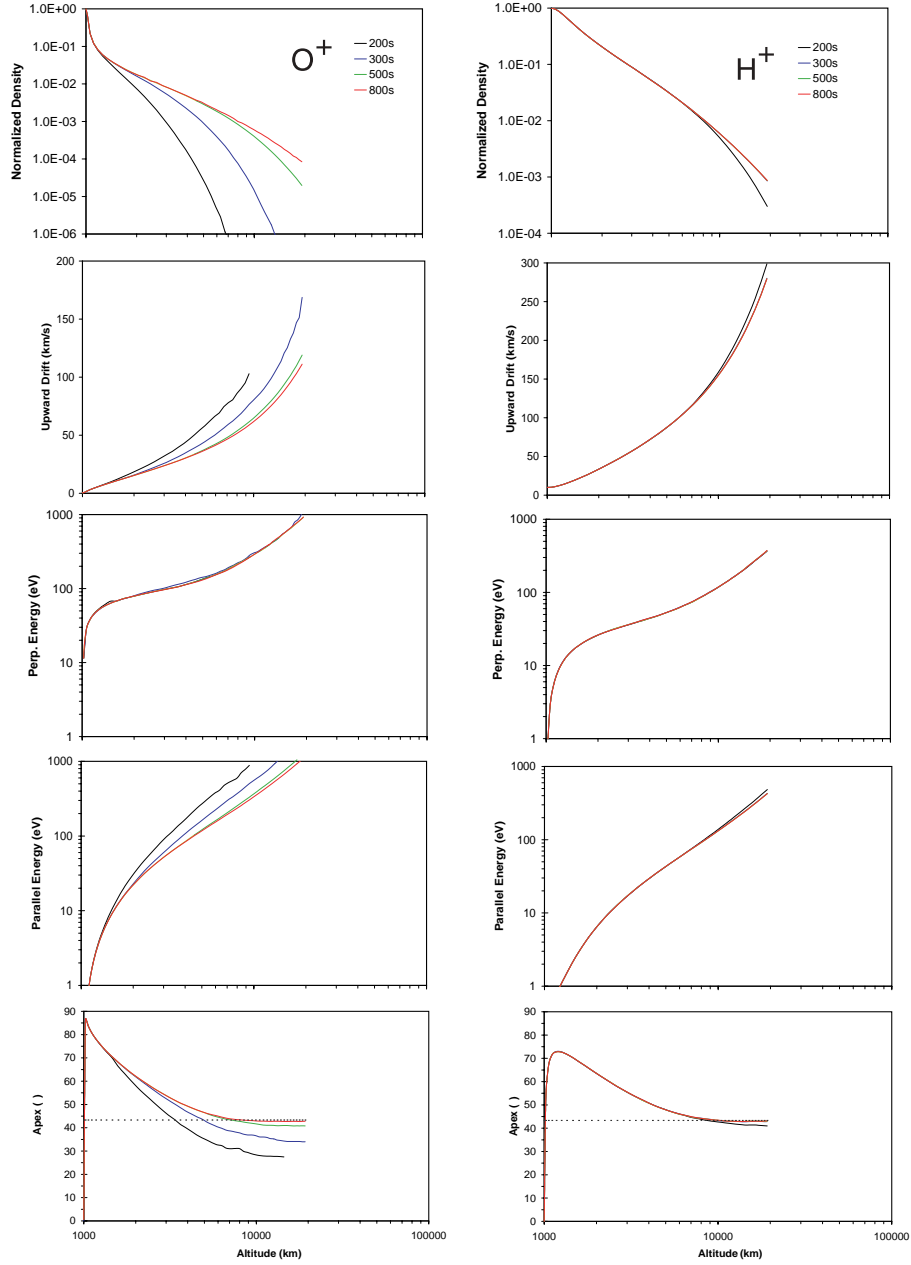 O+
200s
300s
500s
800s
Normalized Density
1.0E+00
1.0E-01
1.0E-02
1.0E-03
1.0E-04
1.0E-05
1.0E-06
H+
200s
300s
500s
800s
Normalized Density
1.0E+00
1.0E-01
1.0E-02
1.0E-03
1.0E-04
Upward Drift (km/s)
200
150
100
50
0
Upward Drift (km/s)
300
250
200
150
100
50
0
Perp. Energy (eV)
1000
100
10
1
Perp. Energy (eV)
1000
100
10
1
Parallel Energy (eV)
1000
100
10
1
Parallel Energy (eV)
1000
100
10
1
Apex ( )
90
80
70
60
50
40
30
20
10
0
1000
10000
100000
Altitude (km)
Apex ( )
90
80
70
60
50
40
30
20
10
0
1000
10000
100000
Altitude (km)